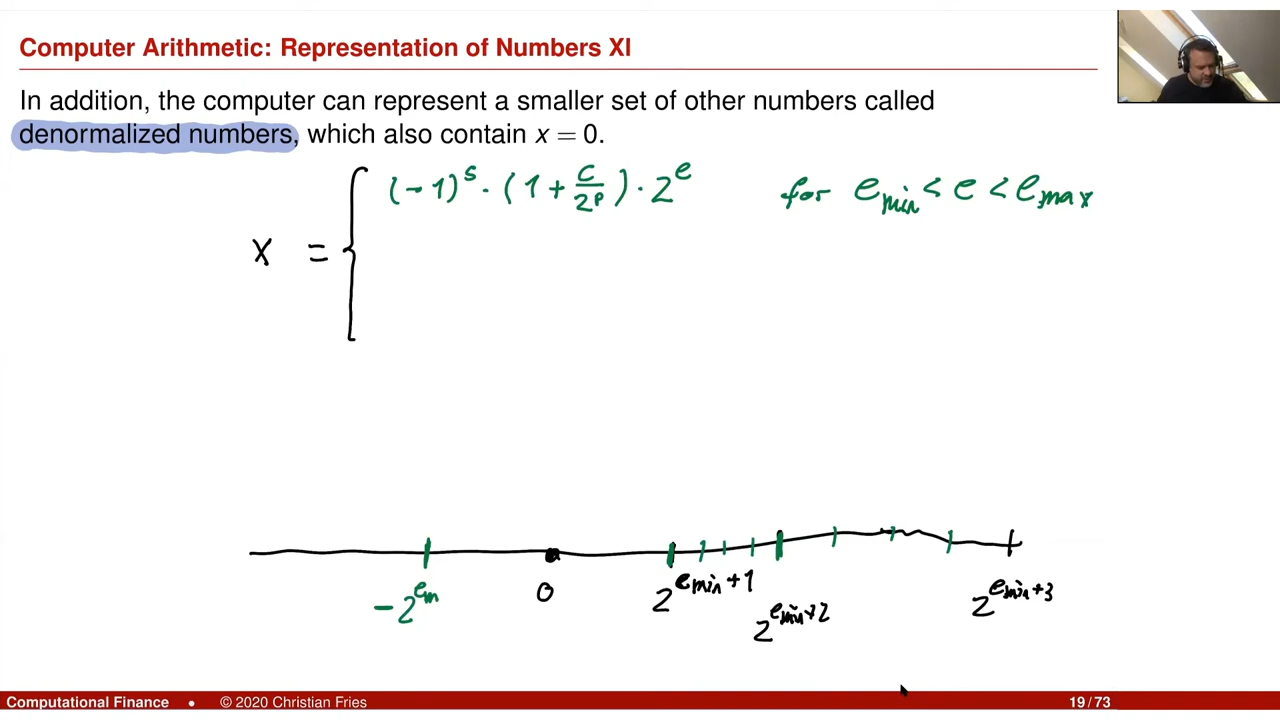 Computer Arithmetic: Representation of Numbers XI
In addition, the computer can represent a smaller set of other numbers called
denormalized numbers, which also contain x = 0.
x = { (-1)^s · (1 + c/2^p) · 2^e for e_min < e < e_max
-2^e_m 0 2^(e_min+1) 2^(e_min+2) 2^(e_min+3)
Computational Finance • © 2020 Christian Fries 19/73